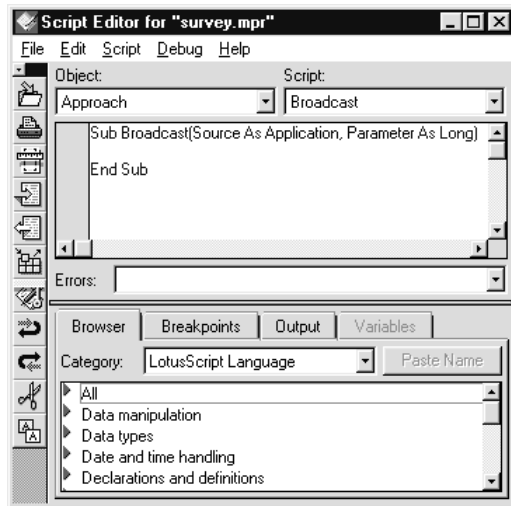 Script Editor for "survey.mpr"
File Edit Script Debug Help
Object: Script:
Approach Broadcast
Sub Broadcast(Source As Application, Parameter As Long)
End Sub
Errors:
Browser Breakpoints Output Variables
Category: LotusScript Language Paste Name
All
Data manipulation
Data types
Date and time handling
Declarations and definitions